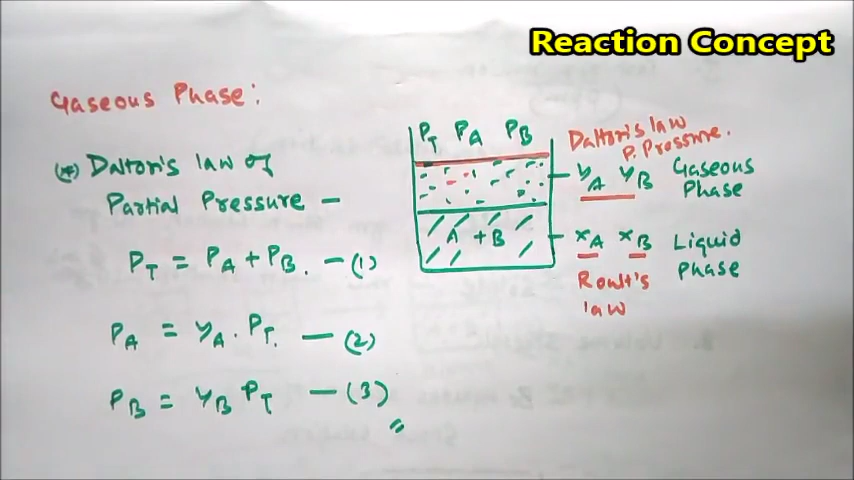 Reaction Concept
Gaseous Phase:
(*) Dalton's law of
Partial Pressure -
PT = PA + PB. - (1)
PA = yA . PT. - (2)
PB = yB PT - (3)
PT PA PB
A + B
Dalton's law
P. Pressure.
yA yB Gaseous
Phase
xA xB Liquid
Phase
Roult's
law